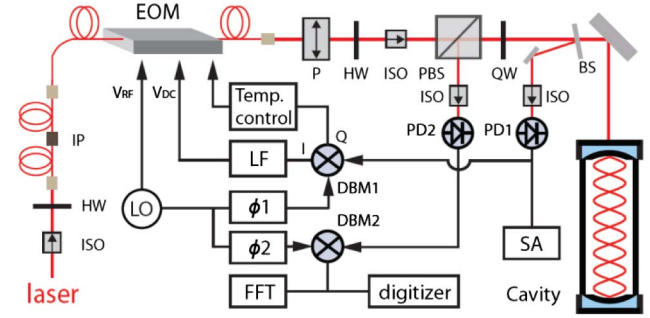 EOM
P
HW
ISO
PBS
QW
BS
VRF
VDC
Temp.
control
ISO
ISO
IP
Q
PD2
PD1
LF
I
HW
DBM1
LO
ϕ1
DBM2
ISO
ϕ2
SA
laser
FFT
digitizer
Cavity